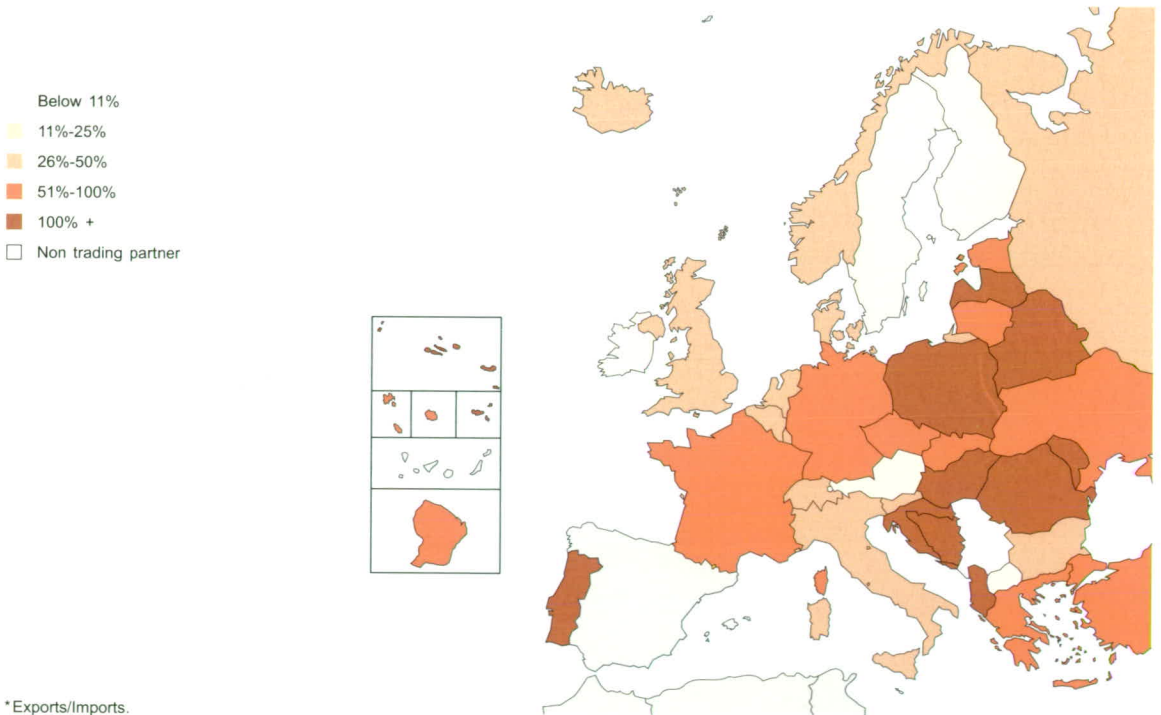 Below 11%
11%-25%
26%-50%
51%-100%
100% +
Non trading partner
*Exports/Imports.